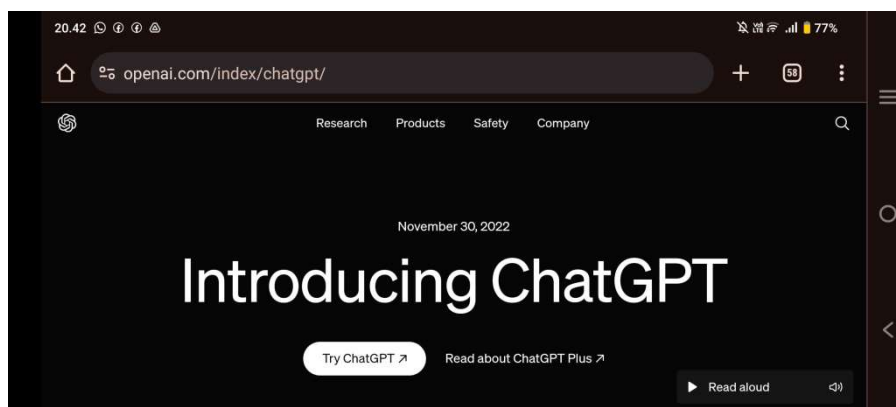 20.42 77%
openai.com/index/chatgpt/ 58
Research Products Safety Company
November 30, 2022
Introducing ChatGPT
Try ChatGPT ↗ Read about ChatGPT Plus ↗
Read aloud